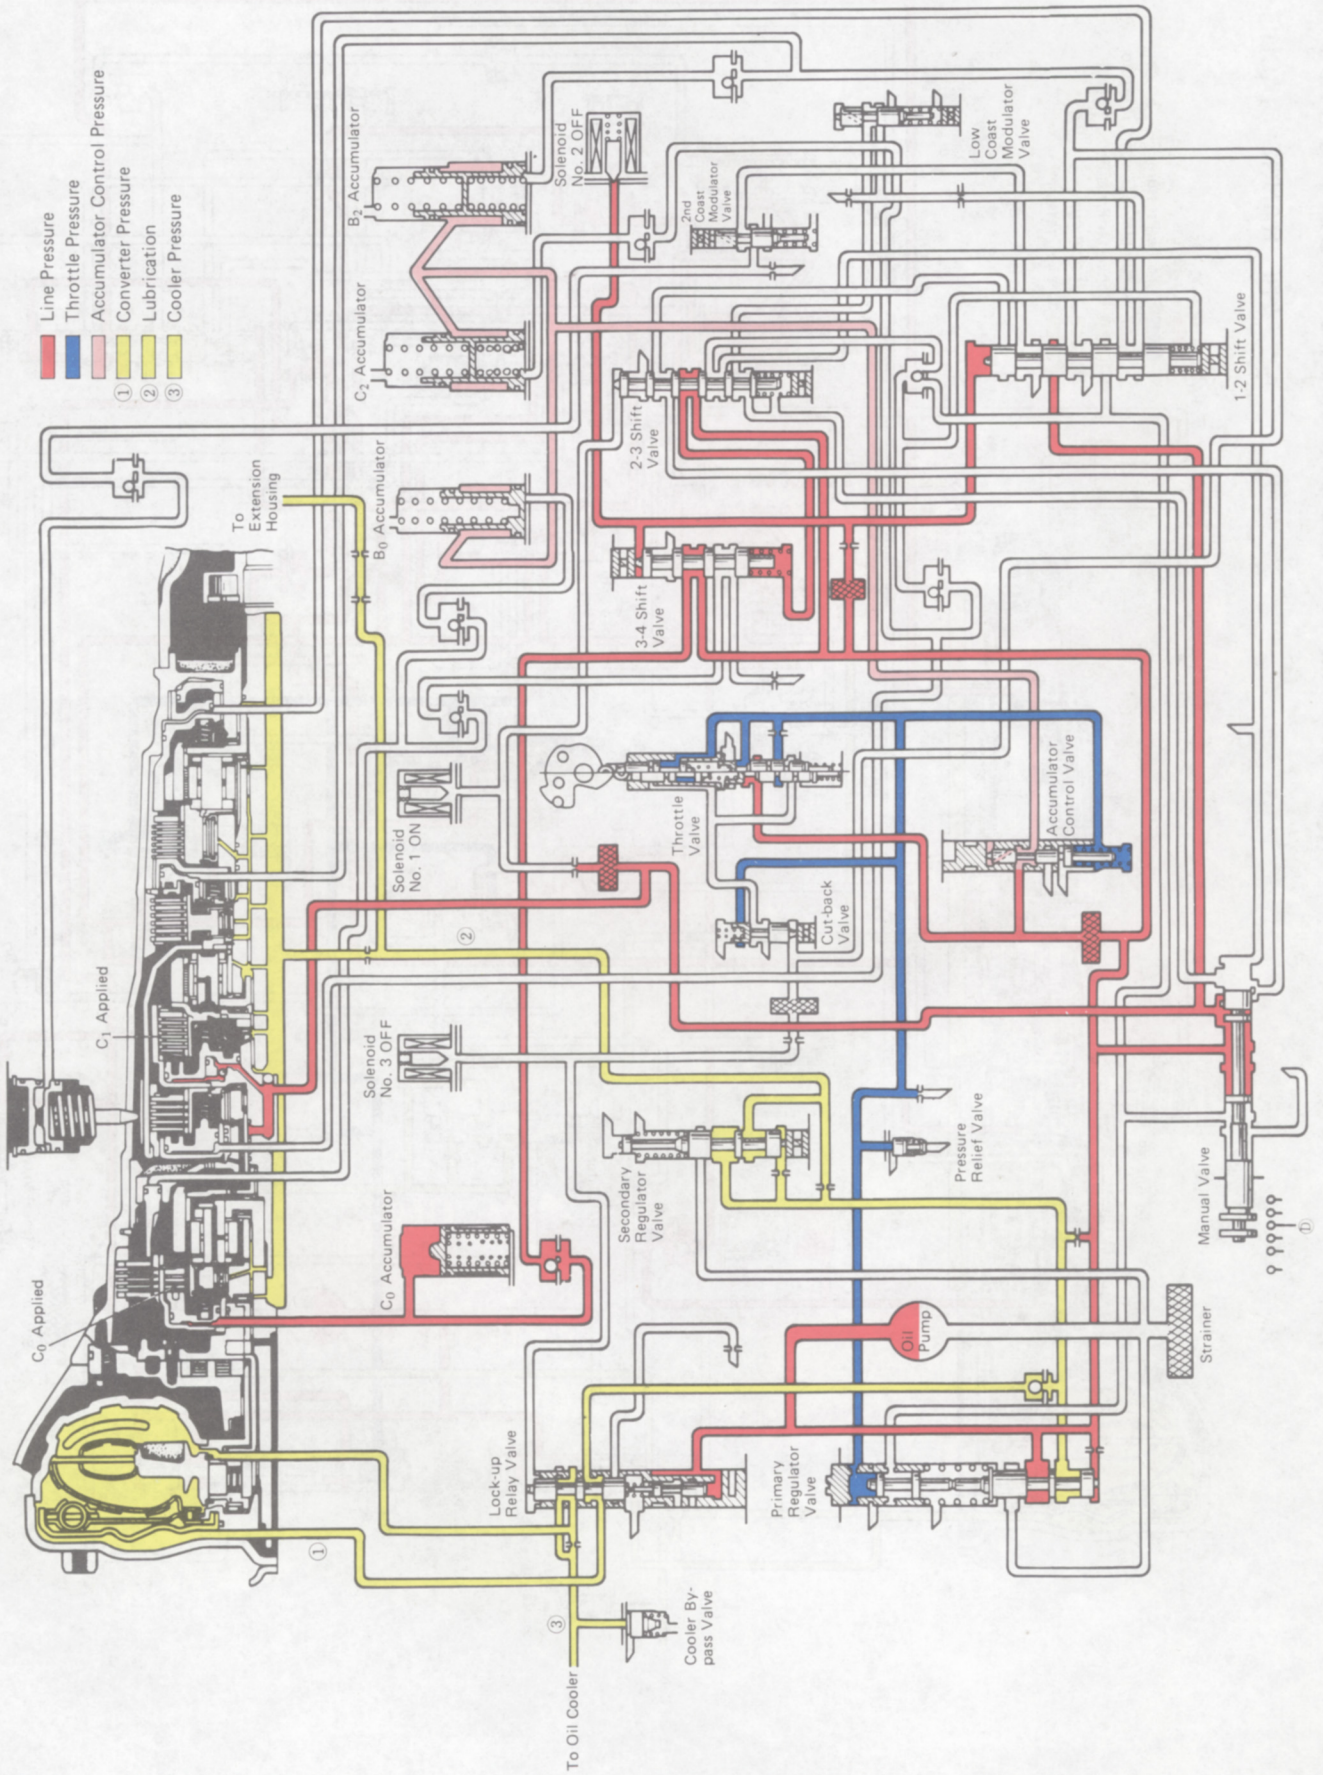 Line Pressure
Throttle Pressure
Accumulator Control Pressure
① Converter Pressure
② Lubrication
③ Cooler Pressure
B2 Accumulator
Solenoid
No. 2 OFF
Low
Coast
Modulator
Valve
2nd
Coast
Modulator
Valve
C2 Accumulator
2-3 Shift
Valve
1-2 Shift Valve
To
Extension
Housing
B0 Accumulator
3-4 Shift
Valve
Solenoid
No. 1 ON
Throttle
Valve
Accumulator
Control Valve
Cut-back
Valve
②
C1 Applied
Solenoid
No. 3 OFF
Pressure
Relief Valve
Secondary
Regulator
Valve
Manual Valve
Ⓓ
C0 Accumulator
C0 Applied
Oil
Pump
Strainer
Lock-up
Relay Valve
Primary
Regulator
Valve
①
③
Cooler By-
pass Valve
To Oil Cooler